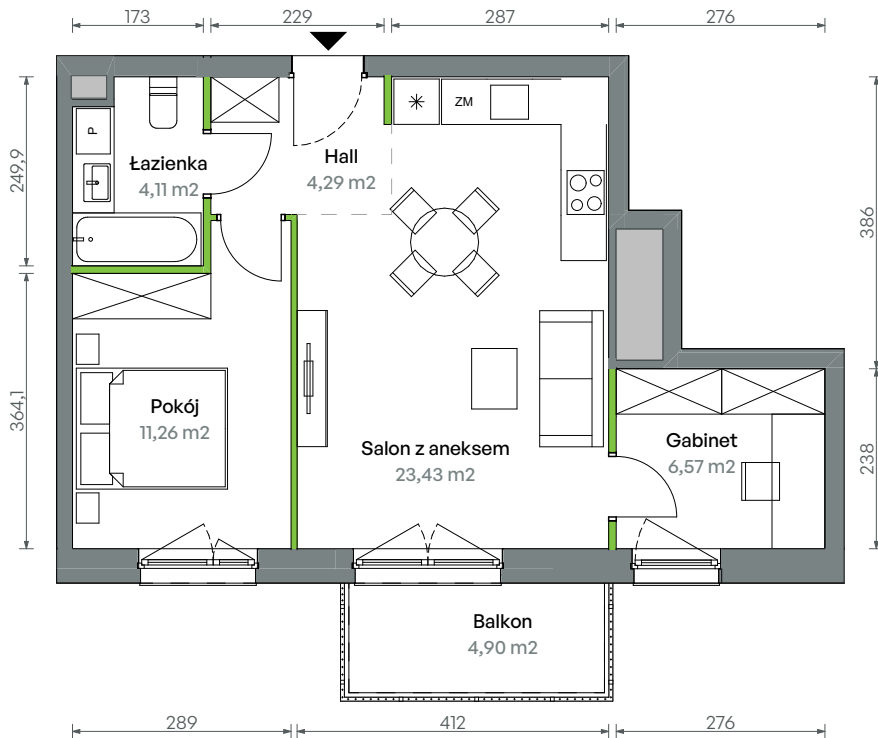 173
229
287
276
249,9
364,1
386
238
P
ZM
Łazienka
4,11 m2
Hall
4,29 m2
Pokój
11,26 m2
Salon z aneksem
23,43 m2
Gabinet
6,57 m2
Balkon
4,90 m2
289
412
276